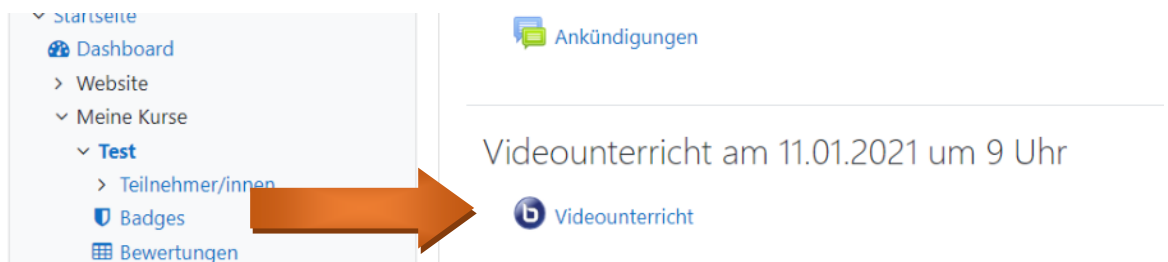 Startseite
Dashboard
Website
Meine Kurse
Test
Teilnehmer/innen
Badges
Bewertungen
Ankündigungen
Videounterricht am 11.01.2021 um 9 Uhr
Videounterricht